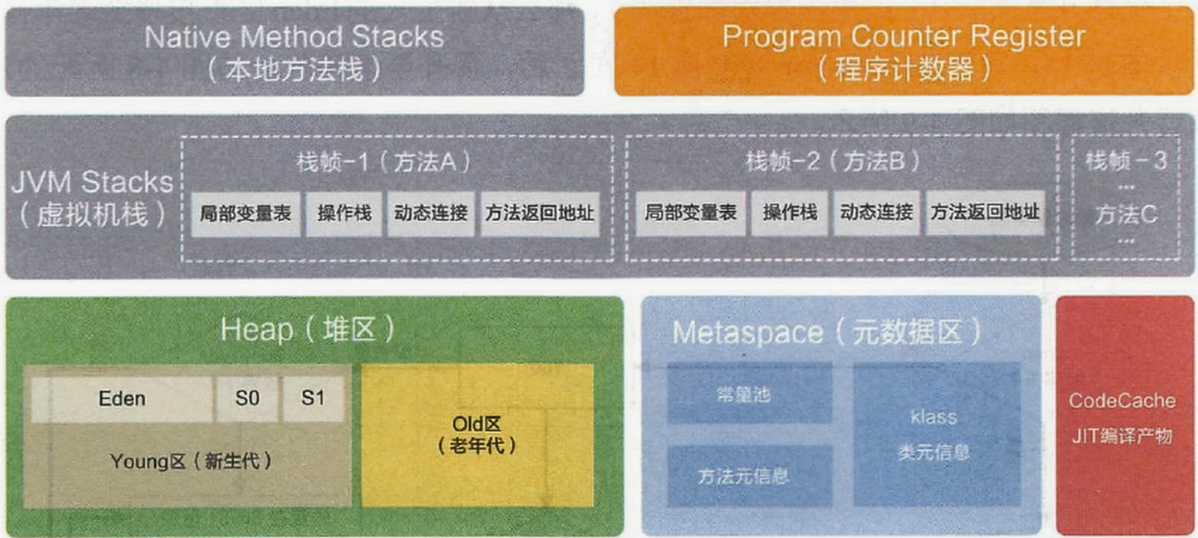 Native Method Stacks
（本地方法栈）
Program Counter Register
（程序计数器）
JVM Stacks
（虚拟机栈）
栈帧-1（方法A）
局部变量表
操作栈
动态连接
方法返回地址
栈帧-2（方法B）
局部变量表
操作栈
动态连接
方法返回地址
栈帧-3
...
方法C
...
Heap（堆区）
Eden
S0
S1
Young区（新生代）
Old区
（老年代）
Metaspace（元数据区）
常量池
方法元信息
klass
类元信息
CodeCache
JIT编译产物